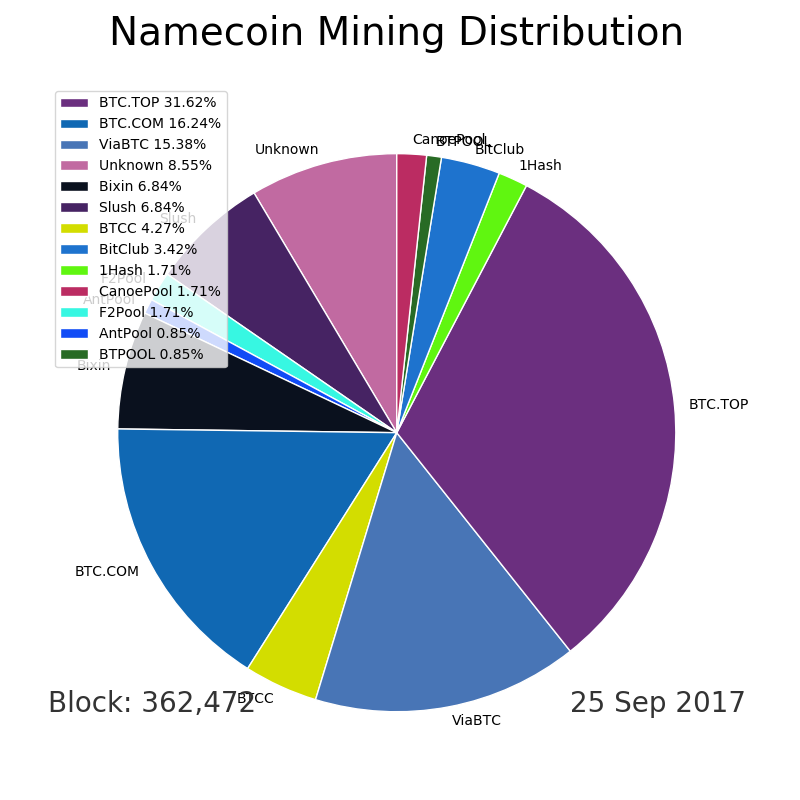 Namecoin Mining Distribution
BTC.TOP 31.62%
BTC.COM 16.24%
ViaBTC 15.38%
Unknown 8.55%
Bixin 6.84%
Slush 6.84%
BTCC 4.27%
BitClub 3.42%
1Hash 1.71%
CanoePool 1.71%
F2Pool 1.71%
AntPool 0.85%
BTPOOL 0.85%
CanoePool
BTPOOL
BitClub
1Hash
Unknown
Slush
F2Pool
AntPool
Bixin
BTC.TOP
BTC.COM
BTCC
ViaBTC
Block: 362,472
25 Sep 2017